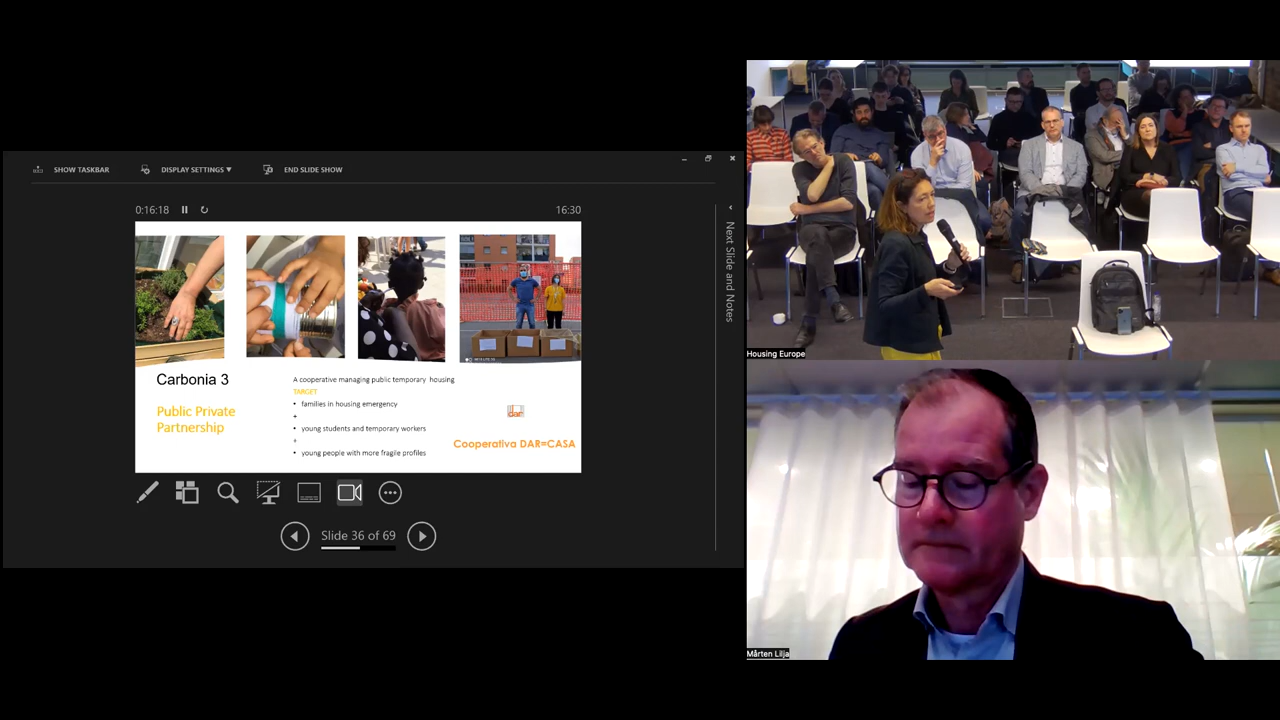 SHOW TASKBAR
DISPLAY SETTINGS ▼
END SLIDE SHOW
0:16:18
16:30
Next Slide and Notes
Carbonia 3
Public Private
Partnership
A cooperative managing public temporary housing
TARGET
• families in housing emergency
+
• young students and temporary workers
+
• young people with more fragile profiles
dar
Cooperativa DAR=CASA
Slide 36 of 69
Housing Europe
Mårten Lilja